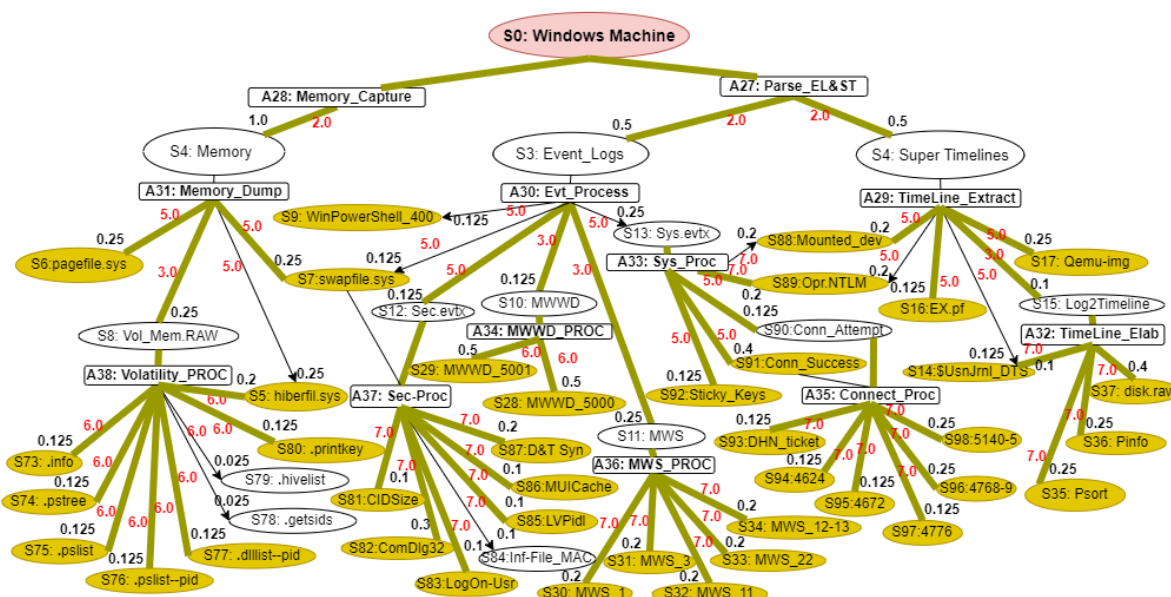 S0: Windows Machine
A28: Memory_Capture
A27: Parse_EL&ST
1.0
2.0
0.5
2.0
2.0
0.5
S4: Memory
S3: Event_Logs
S4: Super Timelines
A31: Memory_Dump
A30: Evt_Process
A29: TimeLine_Extract
5.0
5.0
S9: WinPowerShell_400
0.125
5.0
0.25
S13: Sys.evtx
0.2
S88:Mounted_dev
0.2
5.0
5.0
0.25
0.25
S6:pagefile.sys
3.0
5.0
0.25
S7:swapfile.sys
0.125
5.0
5.0
3.0
3.0
A33: Sys_Proc
7.0
5.0
7.0
S89:Opr.NTLM
0.2
0.2
5.0
5.0
3.0
S17: Qemu-img
0.125
S12: Sec.evtx
0.125
S10: MWWD
0.125
S90:Conn_Attempt
0.125
S16:EX.pf
0.1
S15: Log2Timeline
S8: Vol_Mem.RAW
A34: MWWD_PROC
A32: TimeLine_Elab
A38: Volatility_PROC
0.2
0.25
S5: hiberfil.sys
0.5
6.0
6.0
S29: MWWD_5001
5.0
5.0
0.4
S91:Conn_Success
0.125
7.0
S14:$UsnJrnl_DTS
0.1
7.0
0.4
S37: disk.raw
A37: Sec-Proc
0.5
S28: MWWD_5000
0.125
S92:Sticky_Keys
A35: Connect_Proc
6.0
6.0
6.0
6.0
0.125
S73: .info
0.125
S80: .printkey
7.0
7.0
0.2
S87:D&T Syn
0.25
S11: MWS
0.125
7.0
7.0
S93:DHN_ticket
0.25
S98:5140-5
0.25
S36: Pinfo
0.125
S74: .pstree
6.0
6.0
0.025
S79: .hivelist
0.1
S81:CIDSize
7.0
7.0
0.1
S86:MUICache
A36: MWS_PROC
0.125
S94:4624
7.0
7.0
0.25
S96:4768-9
7.0
0.25
S35: Psort
0.125
S75: .pslist
6.0
6.0
0.025
S78: .getsids
0.3
S82:ComDlg32
7.0
7.0
0.1
S85:LVPidl
7.0
7.0
7.0
0.2
S34: MWS_12-13
0.125
S95:4672
0.125
S97:4776
0.125
S76: .pslist--pid
0.125
S77: .dlllist--pid
0.1
S84:Inf-File_MAC
0.1
S83:LogOn-Usr
7.0
7.0
0.2
S31: MWS_3
0.2
S33: MWS_22
0.2
S30: MWS_1
0.2
S32: MWS_11